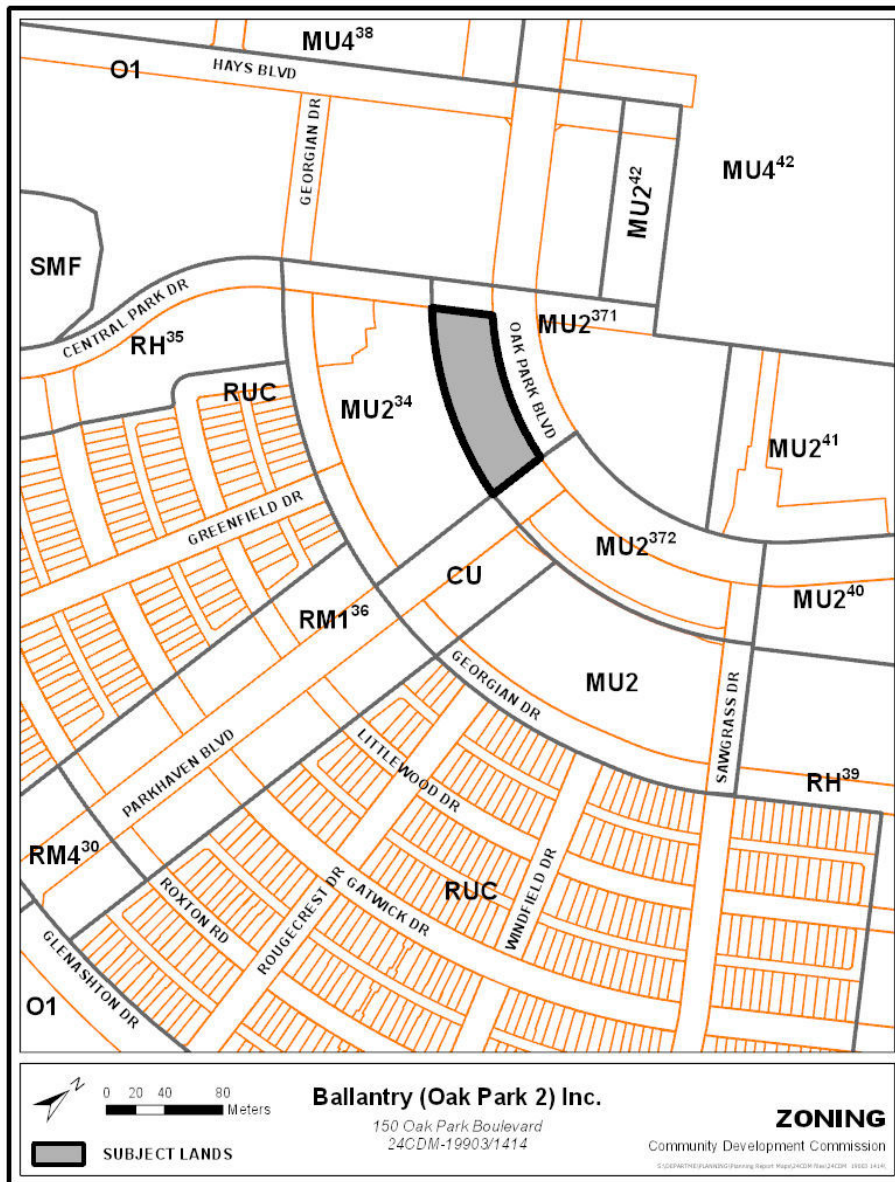 MU4³⁸
O1
HAYS BLVD
GEORGIAN DR
MU4⁴²
MU2⁴²
SMF
CENTRAL PARK DR
RH³⁵
MU2³⁷¹
OAK PARK BLVD
RUC
MU2³⁴
MU2⁴¹
GREENFIELD DR
MU2³⁷²
CU
MU2⁴⁰
RM1³⁶
GEORGIAN DR
MU2
SAWGRASS DR
PARKHAVEN BLVD
LITTLEWOOD DR
RH³⁹
RM4³⁰
ROXTON RD
ROUGECREST DR
GATWICK DR
RUC
WINDFIELD DR
GLENASHTON DR
O1
N
0 20 40 80
Meters
SUBJECT LANDS
Ballantry (Oak Park 2) Inc.
150 Oak Park Boulevard
24CDM-19903/1414
ZONING
Community Development Commission